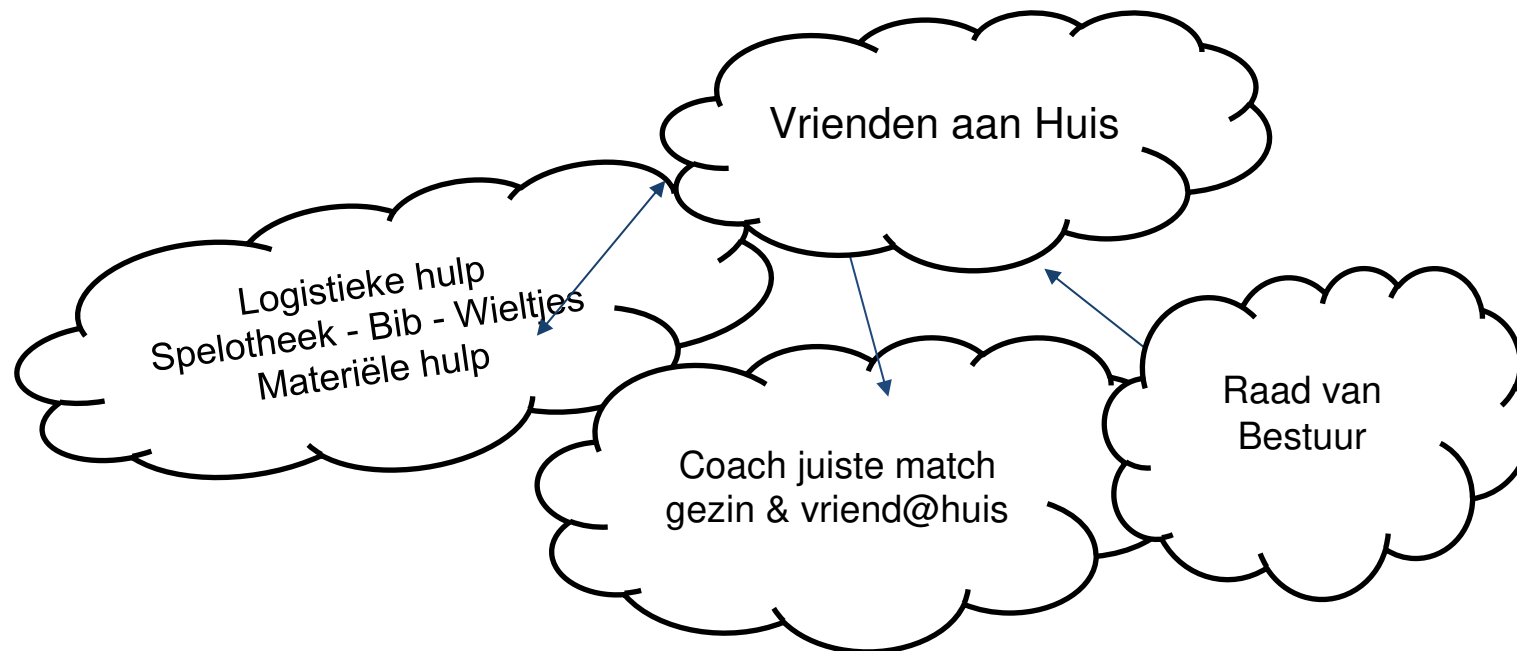 Vrienden aan Huis
Logistieke hulp
Spelotheek - Bib - Wieltjes
Materiële hulp
Coach juiste match
gezin & vriend@huis
Raad van
Bestuur